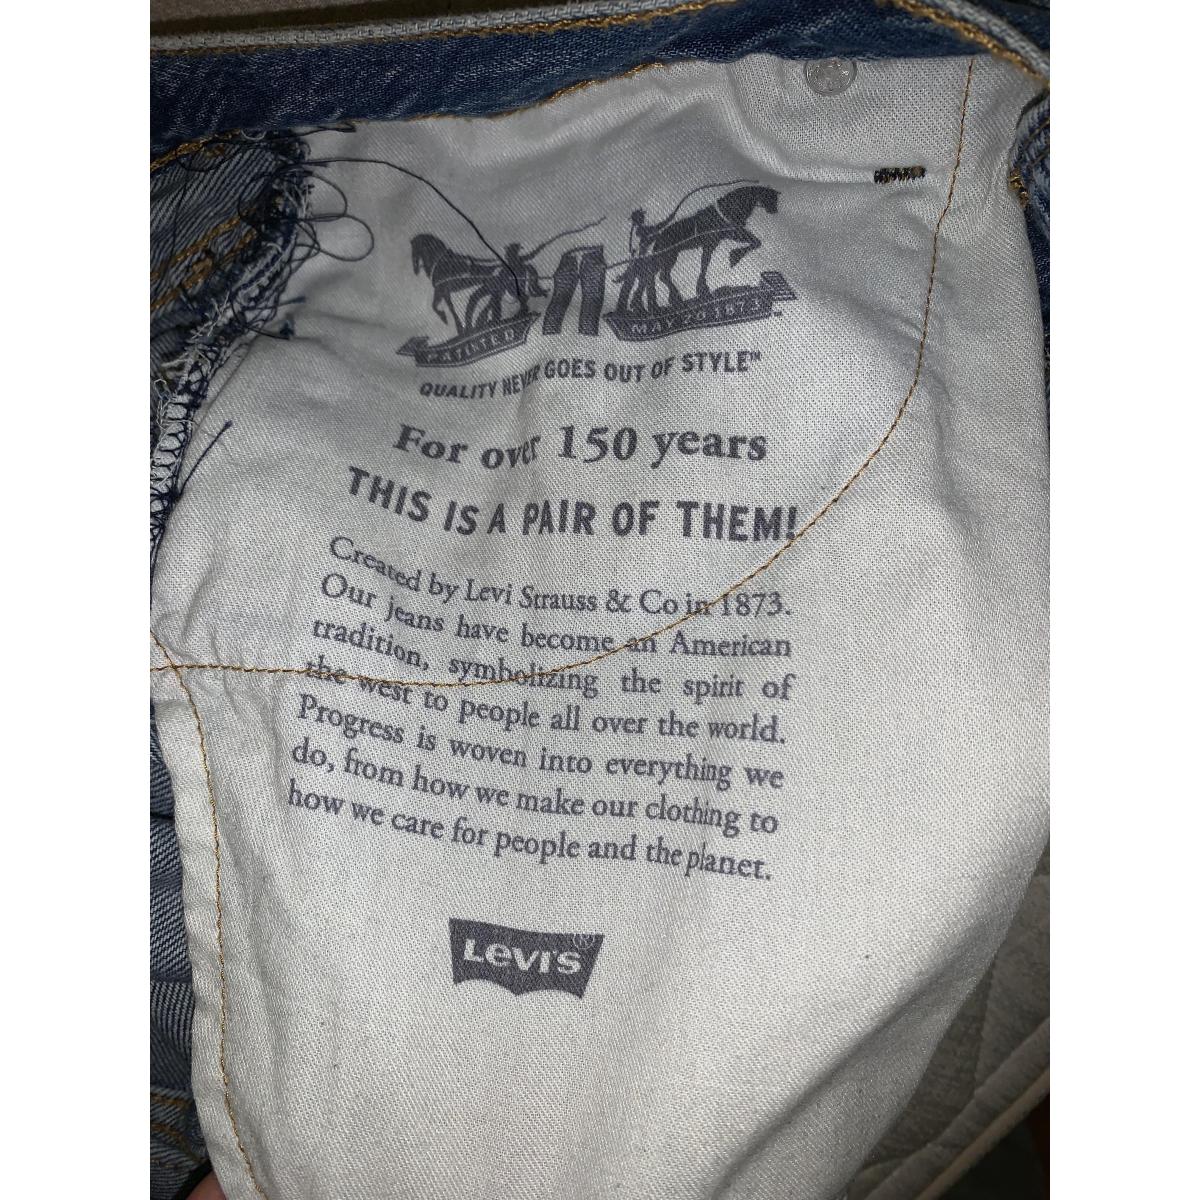 PATENTED
MAY 20 1873
QUALITY NEVER GOES OUT OF STYLE™
For over 150 years
THIS IS A PAIR OF THEM!
Created by Levi Strauss & Co in 1873.
Our jeans have become an American
tradition, symbolizing the spirit of
the west to people all over the world.
Progress is woven into everything we
do, from how we make our clothing to
how we care for people and the planet.
LEVI'S®